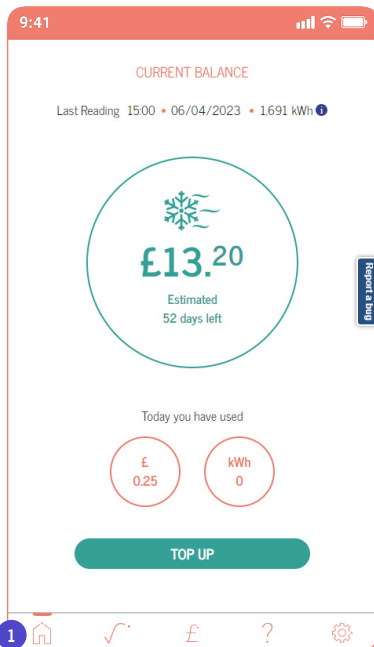 9:41
CURRENT BALANCE
Last Reading 15:00 • 06/04/2023 • 1,691 kWh i
£13.20
Estimated
52 days left
Report a bug
Today you have used
£
0.25
kWh
0
TOP UP
1
£
?